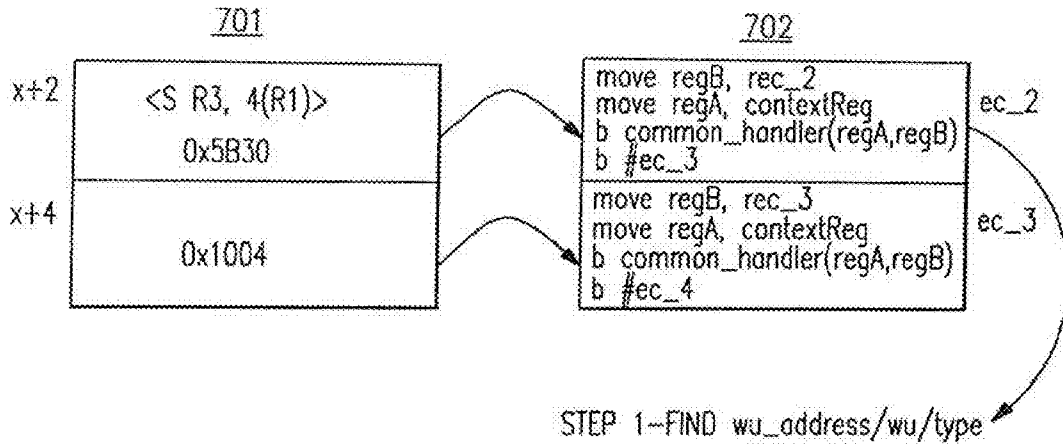 701
702
x+2
<S R3, 4(R1)>
0x5B30
move regB, rec_2
move regA, contextReg
b common_handler(regA,regB)
b #ec_3
ec_2
x+4
0x1004
move regB, rec_3
move regA, contextReg
b common_handler(regA,regB)
b #ec_4
ec_3
STEP 1-FIND wu_address/wu/type